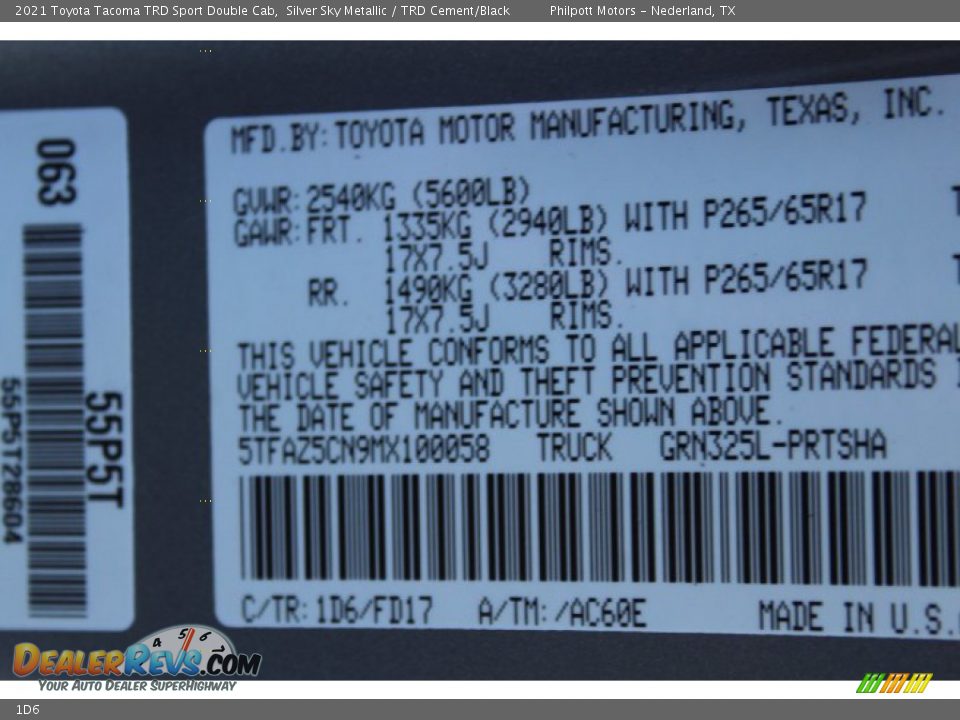 2021 Toyota Tacoma TRD Sport Double Cab, Silver Sky Metallic / TRD Cement/Black Philpott Motors - Nederland, TX
MFD.BY: TOYOTA MOTOR MANUFACTURING, TEXAS, INC.
GVWR: 2540KG (5600LB)
GAWR: FRT. 1335KG (2940LB) WITH P265/65R17
17X7.5J RIMS.
RR. 1490KG (3280LB) WITH P265/65R17
17X7.5J RIMS.
THIS VEHICLE CONFORMS TO ALL APPLICABLE FEDERAL
VEHICLE SAFETY AND THEFT PREVENTION STANDARDS
THE DATE OF MANUFACTURE SHOWN ABOVE.
5TFAZ5CN9MX100058 TRUCK GRN325L-PRTSHA
C/TR: 1D6/FD17 A/TM: /AC60E MADE IN U.S.
063
55P5T
55P5T28604
4 5 6 7
DEALERREVS.COM
YOUR AUTO DEALER SUPERHIGHWAY
1D6